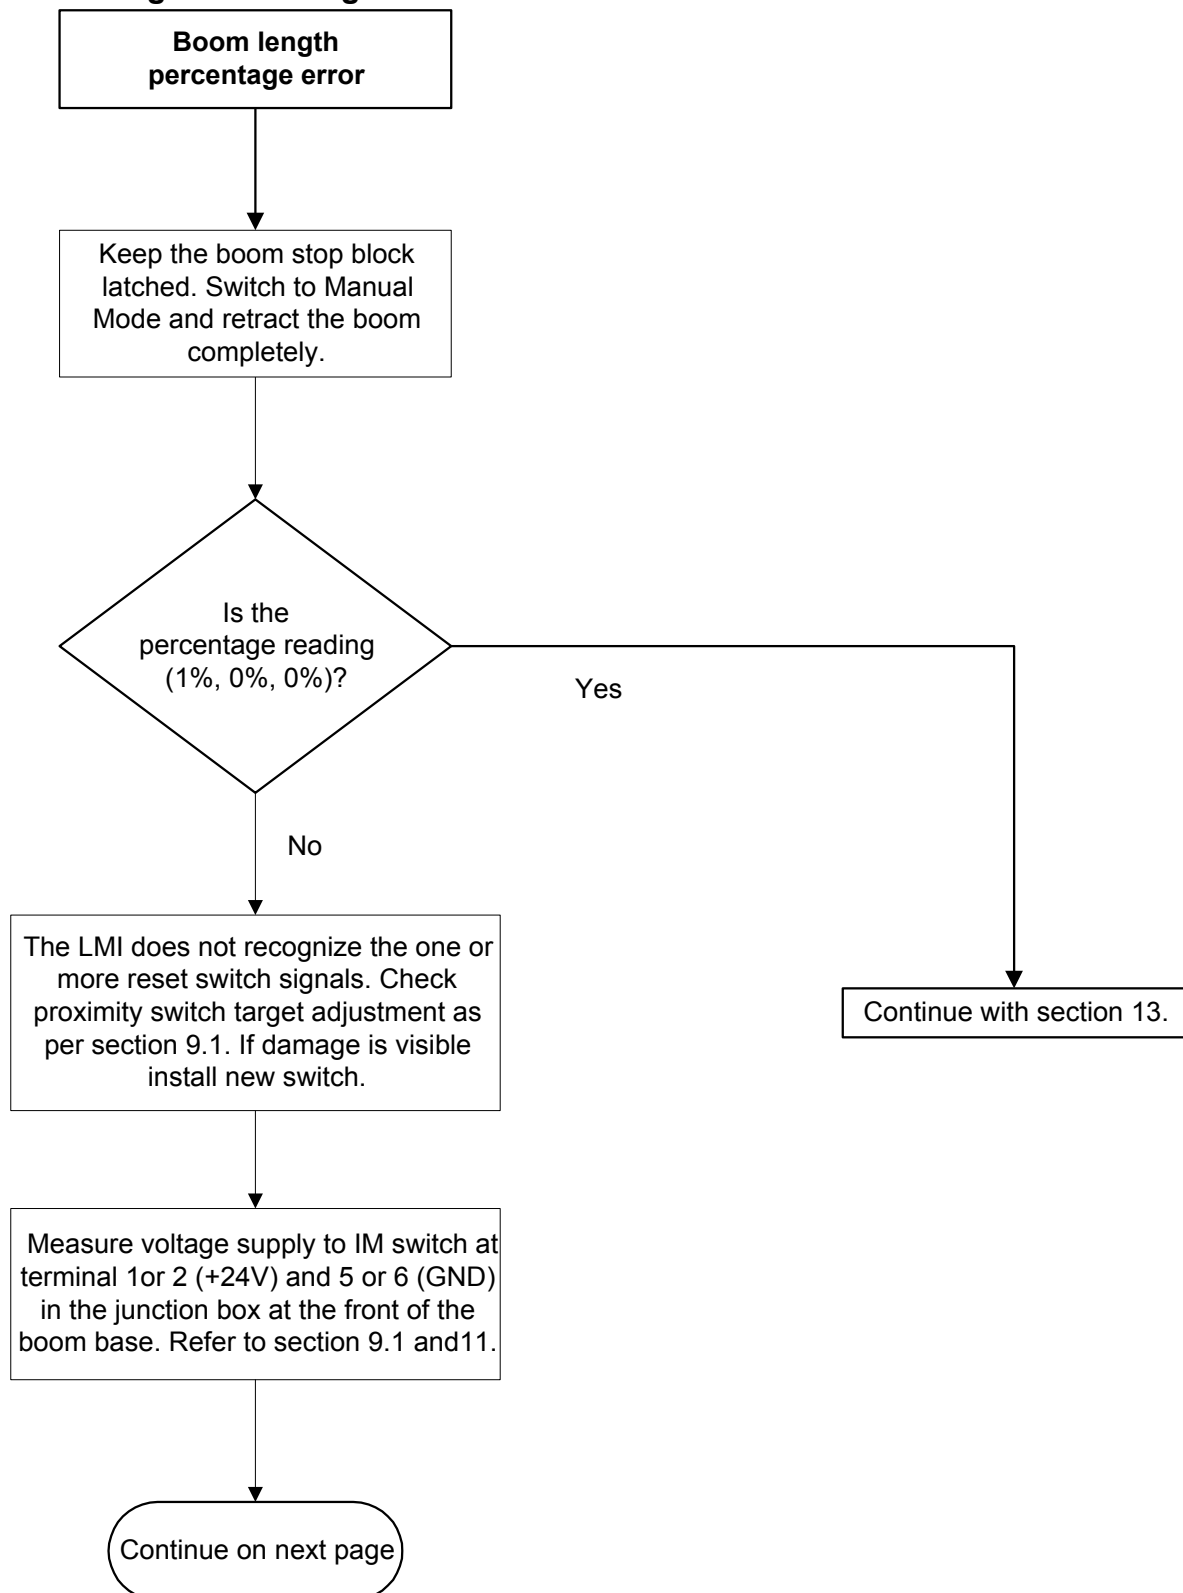 Boom length
percentage error
Keep the boom stop block
latched. Switch to Manual
Mode and retract the boom
completely.
Is the
percentage reading
(1%, 0%, 0%)?
Yes
No
The LMI does not recognize the one or
more reset switch signals. Check
proximity switch target adjustment as
per section 9.1. If damage is visible
install new switch.
Continue with section 13.
Measure voltage supply to IM switch at
terminal 1or 2 (+24V) and 5 or 6 (GND)
in the junction box at the front of the
boom base. Refer to section 9.1 and11.
Continue on next page